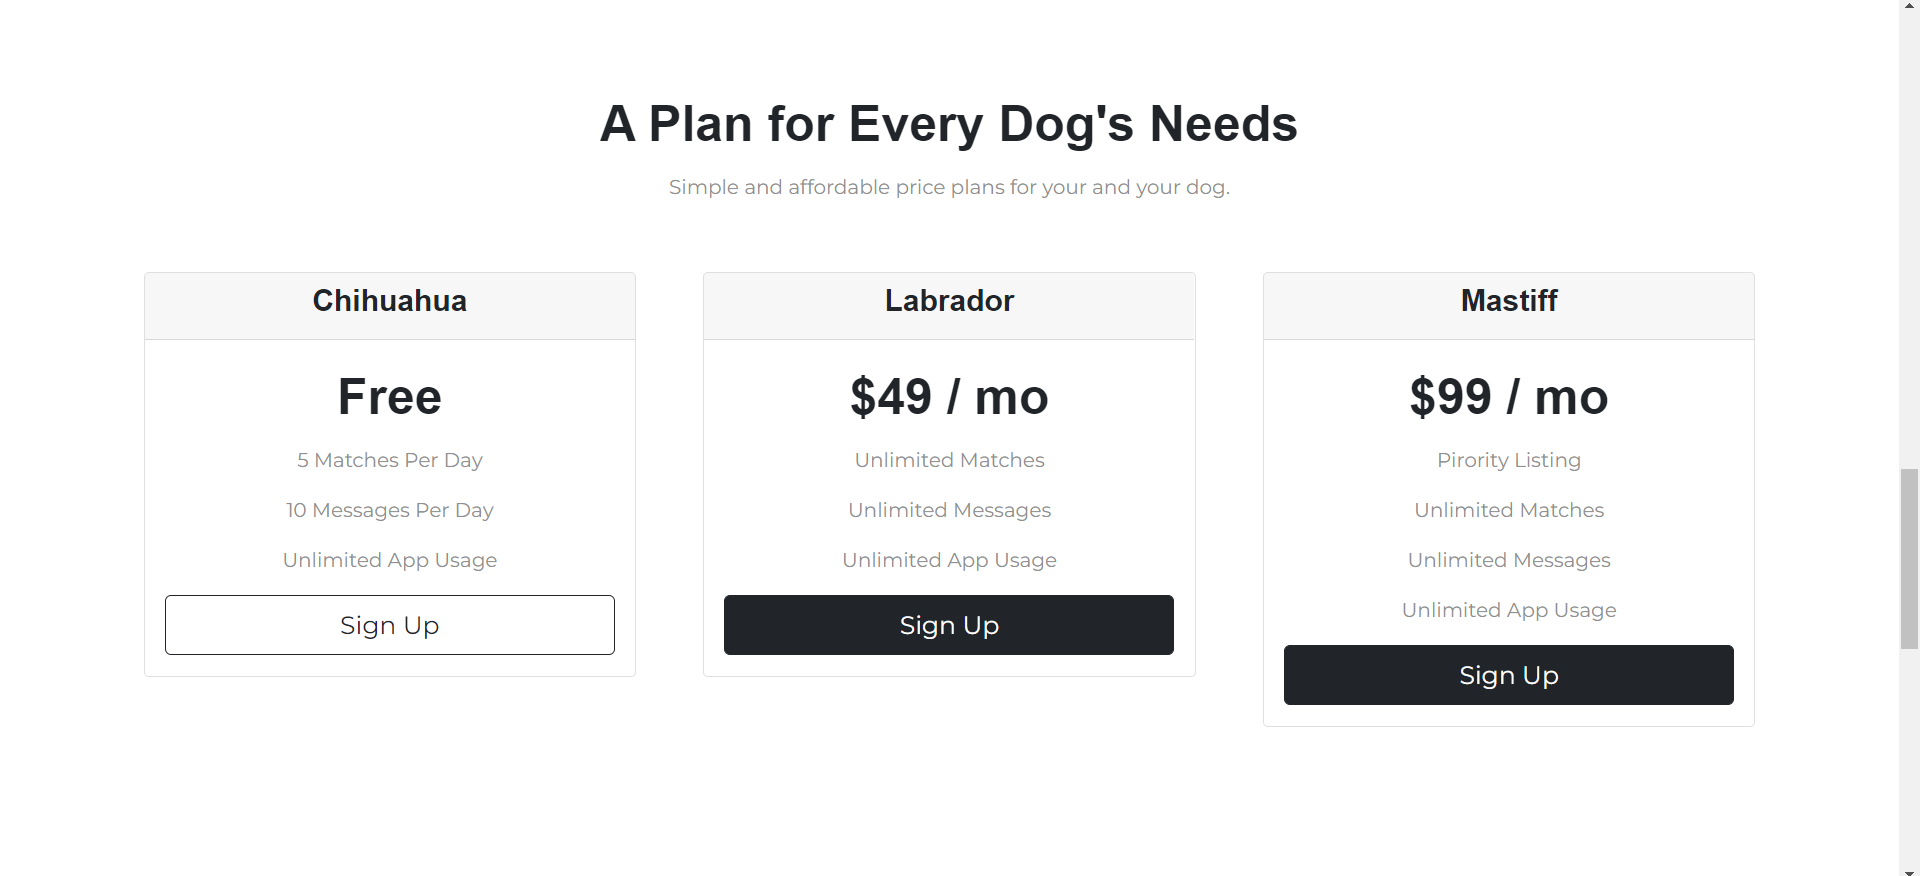 A Plan for Every Dog's Needs
Simple and affordable price plans for your and your dog.
Chihuahua
Free
5 Matches Per Day
10 Messages Per Day
Unlimited App Usage
Sign Up
Labrador
$49 / mo
Unlimited Matches
Unlimited Messages
Unlimited App Usage
Sign Up
Mastiff
$99 / mo
Pirority Listing
Unlimited Matches
Unlimited Messages
Unlimited App Usage
Sign Up